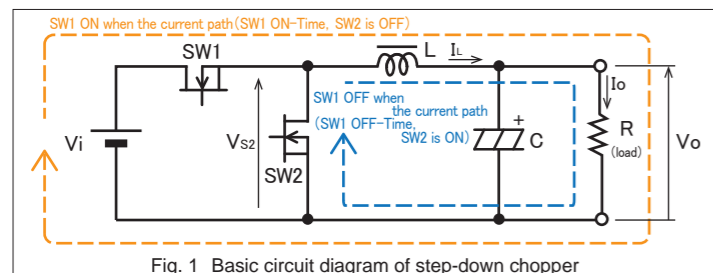 SW1 ON when the current path (SW1 ON-Time, SW2 is OFF)
SW1
L
IL
Io
SW1 OFF when
the current path
(SW1 OFF-Time,
SW2 is ON)
Vi
VS2
SW2
+
C
R
(load)
Vo
Fig. 1 Basic circuit diagram of step-down chopper